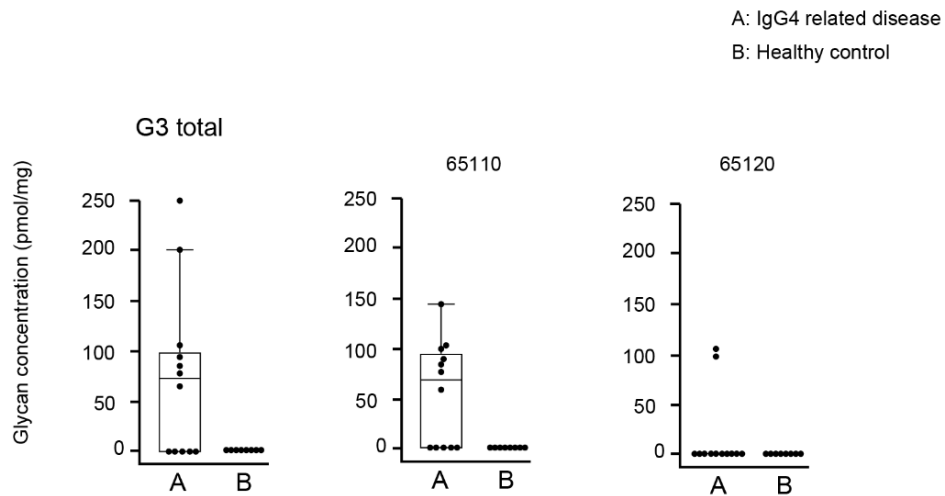 A: IgG4 related disease
B: Healthy control
G3 total
65110
65120
Glycan concentration (pmol/mg)
250
200
150
100
50
0
A B
250
200
150
100
50
0
A B
250
200
150
100
50
0
A B